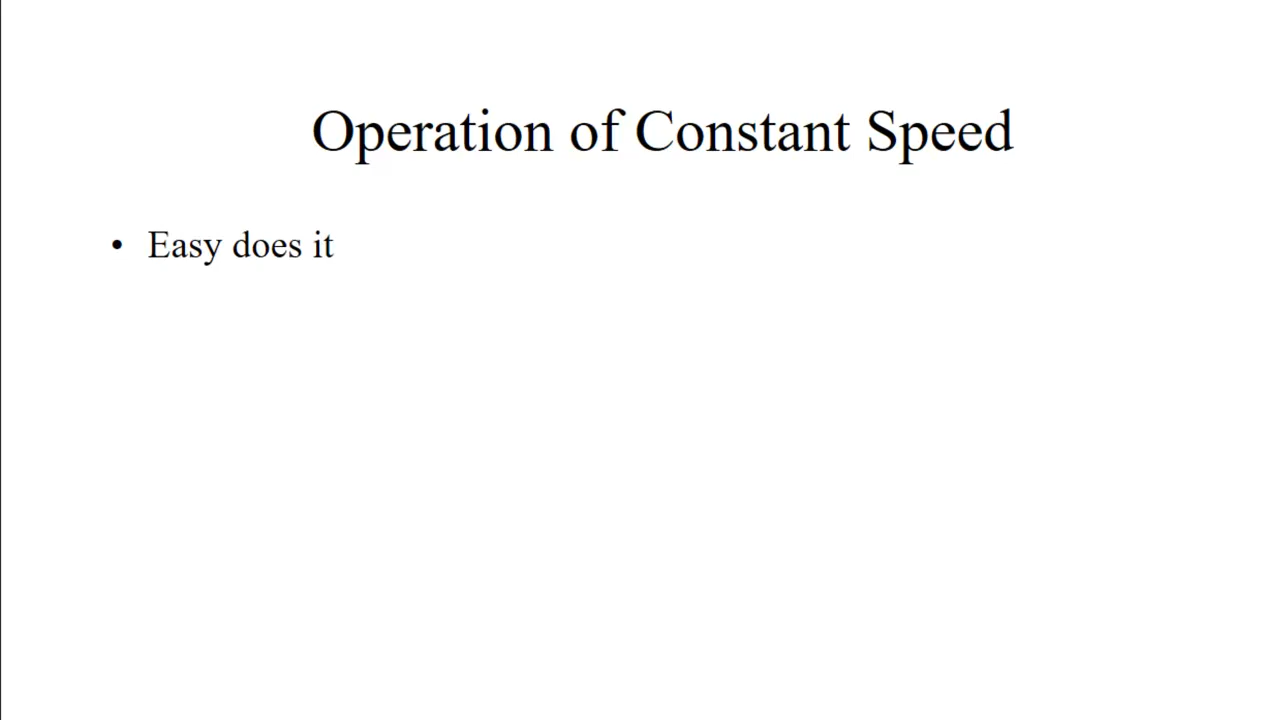 Operation of Constant Speed
• Easy does it